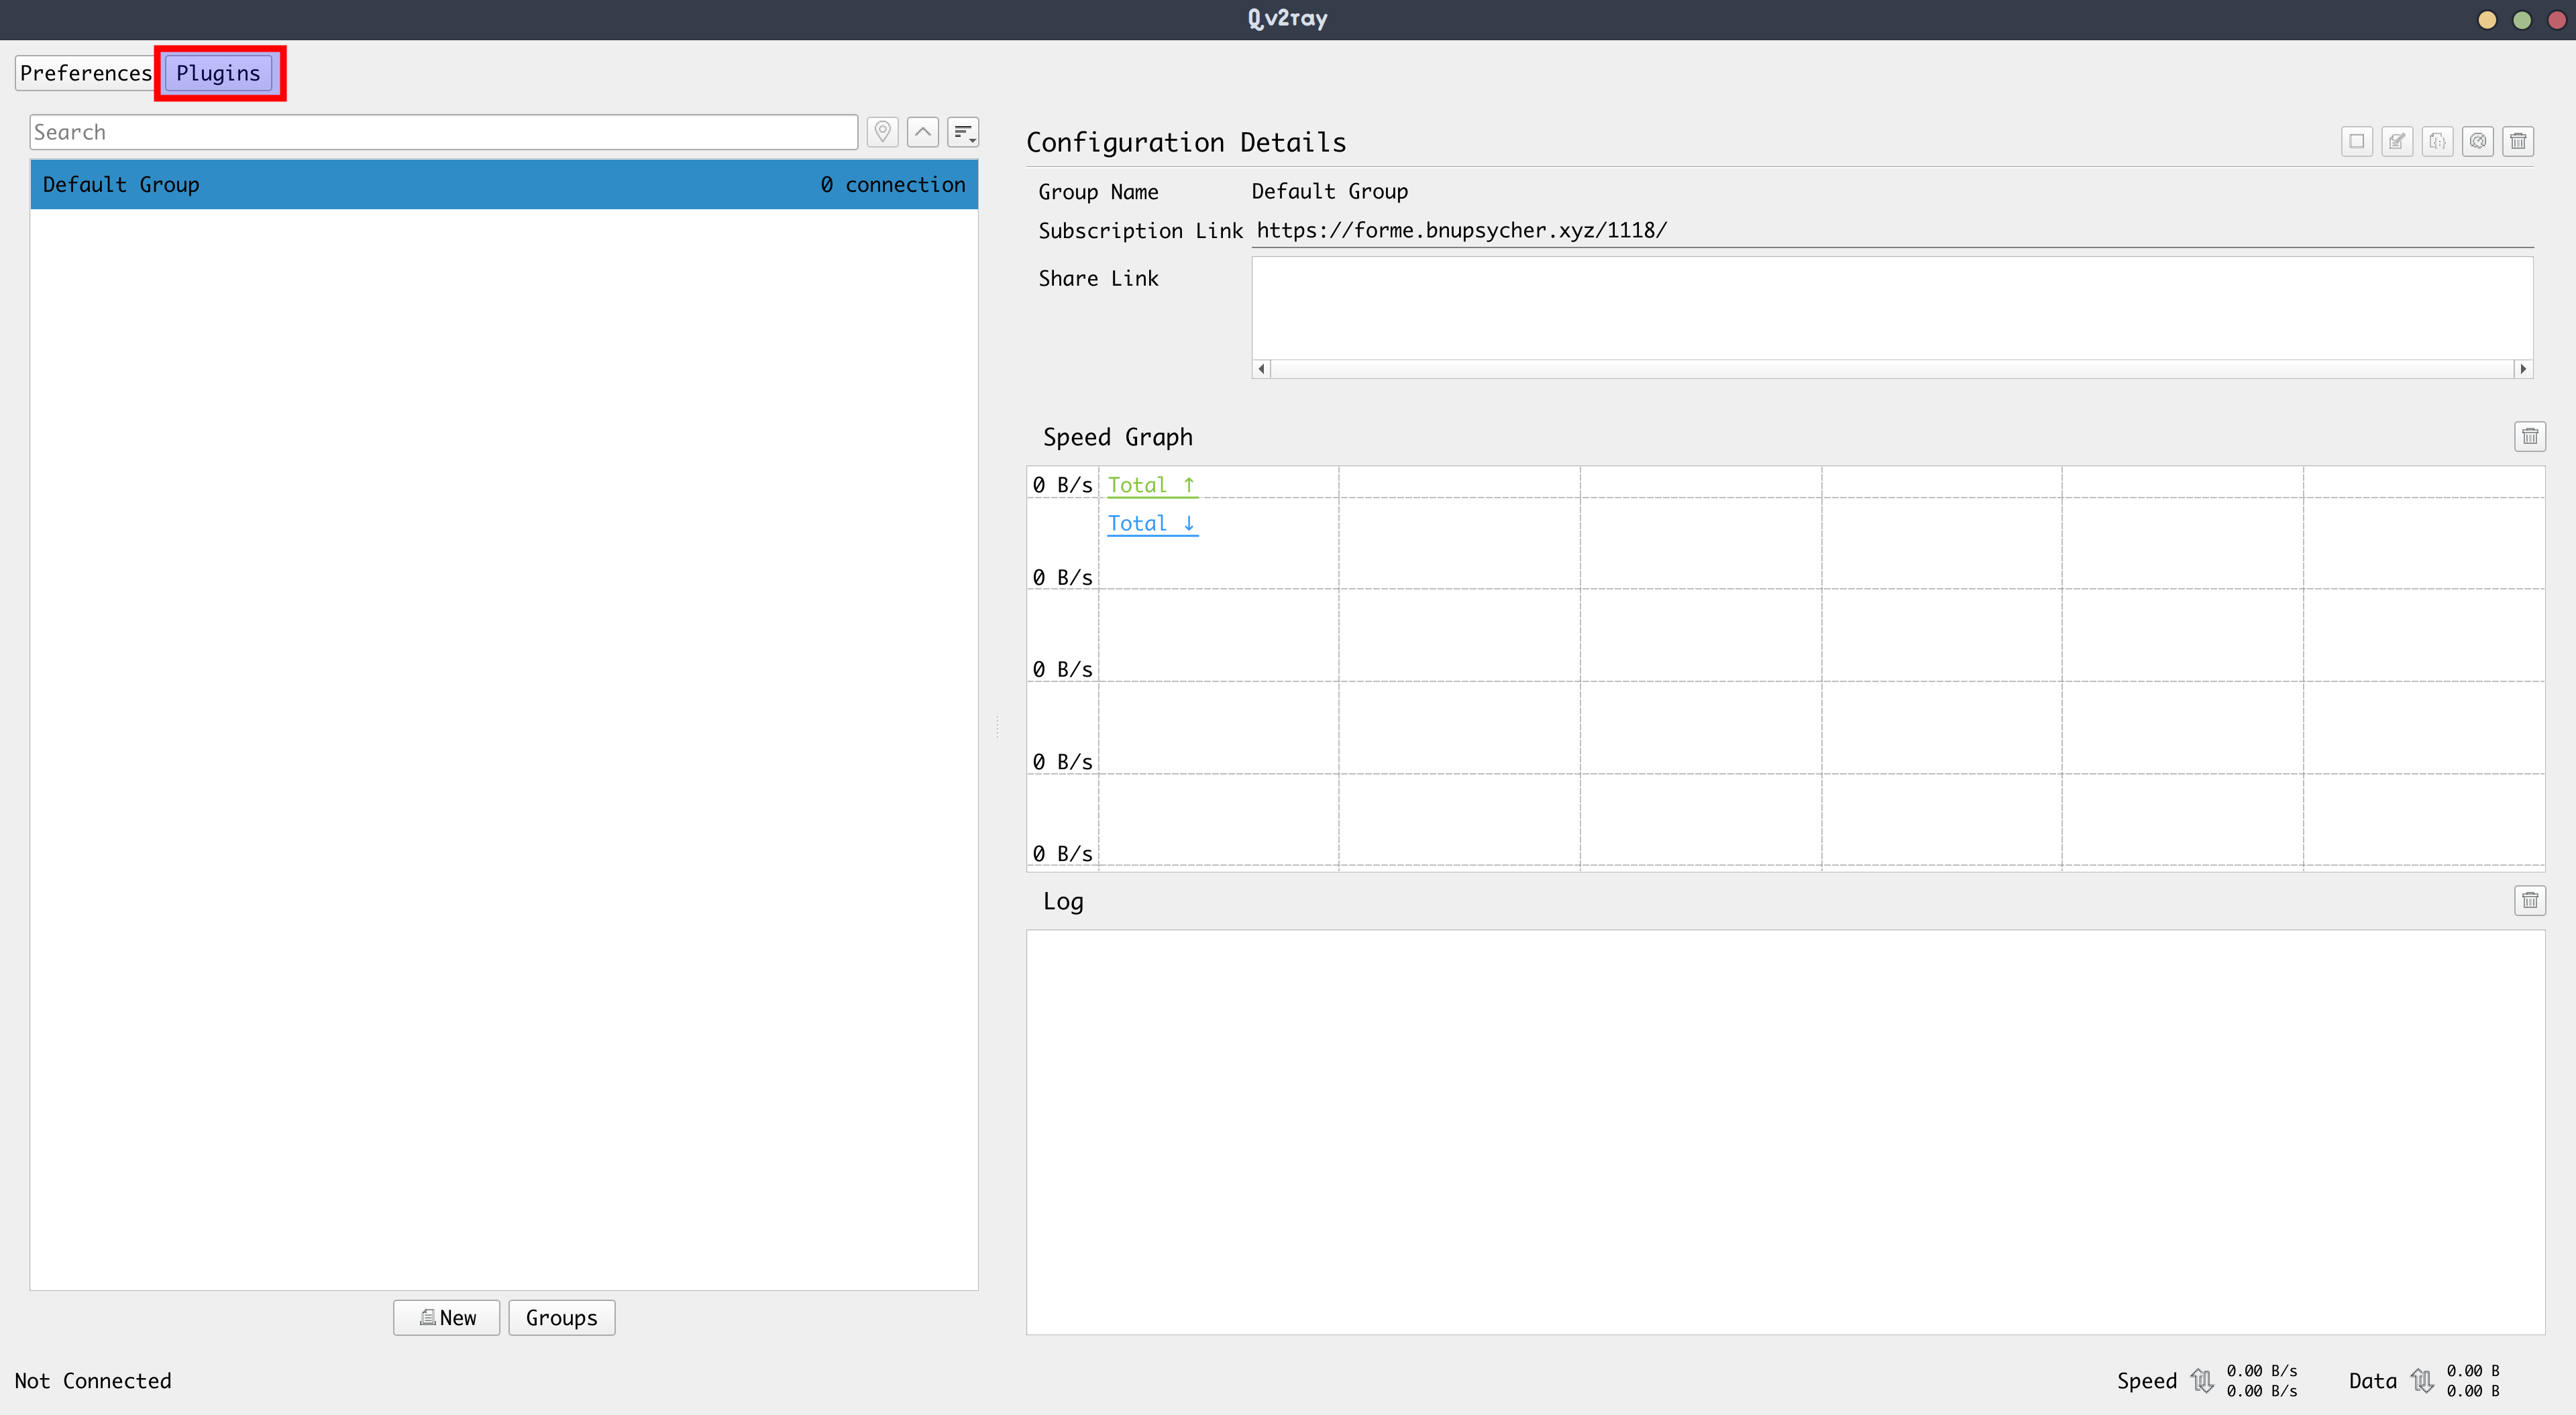 Qv2ray
Preferences Plugins
Search
Default Group 0 connection
New Groups
Configuration Details
Group Name Default Group
Subscription Link https://forme.bnupsycher.xyz/1118/
Share Link
Speed Graph
0 B/s Total ↑
Total ↓
0 B/s
0 B/s
0 B/s
0 B/s
Log
Not Connected
Speed 0.00 B/s
0.00 B/s
Data 0.00 B
0.00 B